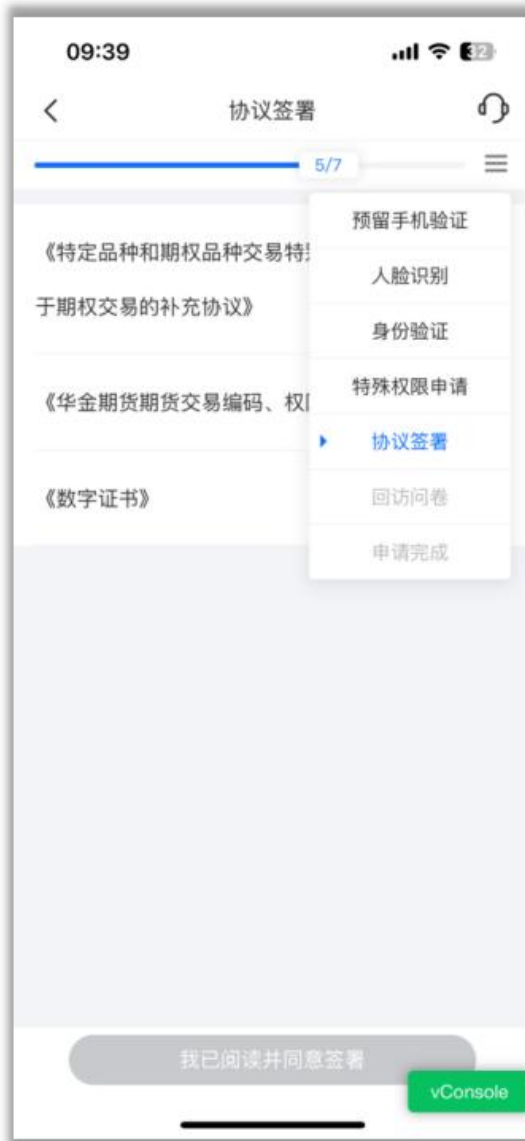 09:39
32
协议签署
5/7
预留手机验证
《特定品种和期权品种交易特
人脸识别
于期权交易的补充协议》
身份验证
特殊权限申请
《华金期货期货交易编码、权
协议签署
《数字证书》
回访问卷
申请完成
我已阅读并同意签署
vConsole